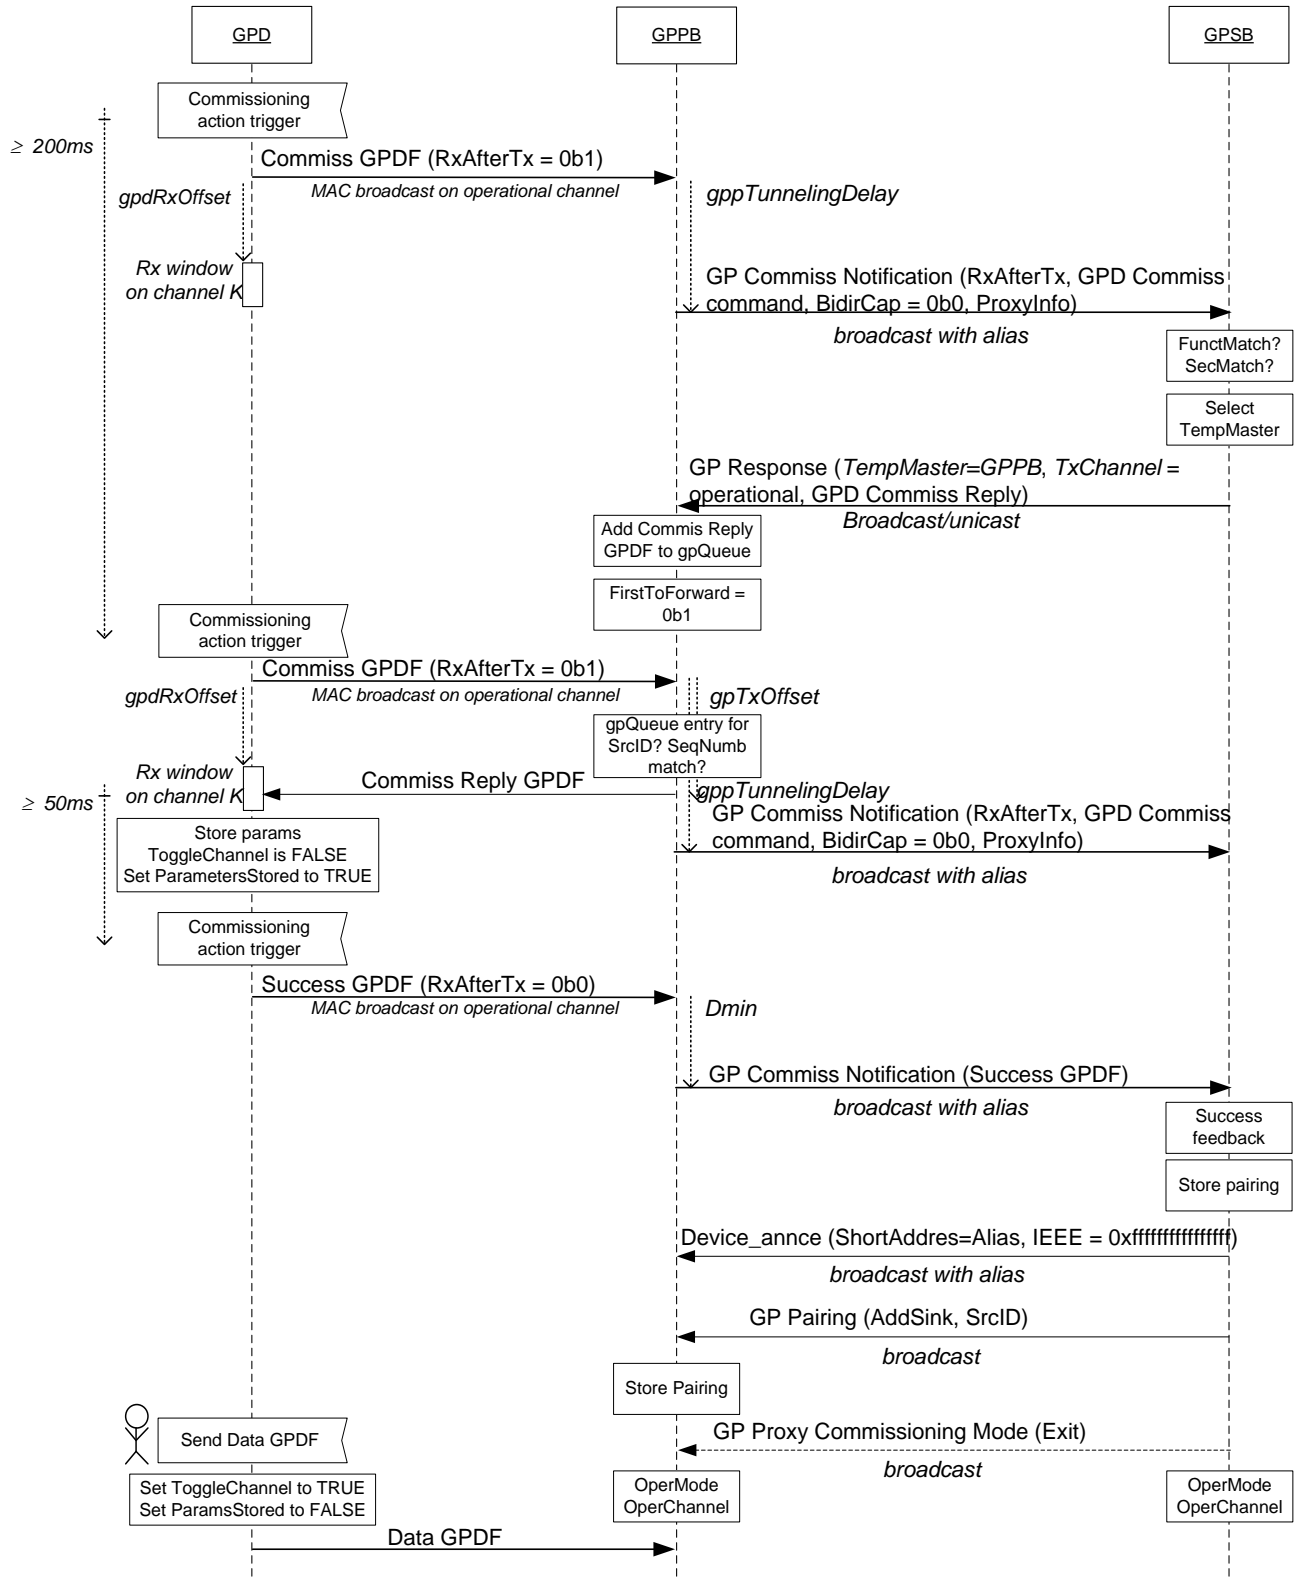 GPD
GPPB
GPSB
Commissioning
action trigger
≥ 200ms
Commiss GPDF (RxAfterTx = 0b1)
MAC broadcast on operational channel
gpdRxOffset
gppTunnelingDelay
Rx window
on channel K
GP Commiss Notification (RxAfterTx, GPD Commiss
command, BidirCap = 0b0, ProxyInfo)
broadcast with alias
FunctMatch?
SecMatch?
Select
TempMaster
GP Response (TempMaster=GPPB, TxChannel =
operational, GPD Commiss Reply)
Broadcast/unicast
Add Commis Reply
GPDF to gpQueue
FirstToForward =
0b1
Commissioning
action trigger
Commiss GPDF (RxAfterTx = 0b1)
MAC broadcast on operational channel
gpdRxOffset
gpTxOffset
gpQueue entry for
SrcID? SeqNumb
match?
Rx window
on channel K
Commiss Reply GPDF
≥ 50ms
gppTunnelingDelay
GP Commiss Notification (RxAfterTx, GPD Commiss
command, BidirCap = 0b0, ProxyInfo)
broadcast with alias
Store params
ToggleChannel is FALSE
Set ParametersStored to TRUE
Commissioning
action trigger
Success GPDF (RxAfterTx = 0b0)
MAC broadcast on operational channel
Dmin
GP Commiss Notification (Success GPDF)
broadcast with alias
Success
feedback
Store pairing
Device_annce (ShortAddres=Alias, IEEE = 0xffffffffffffffff)
broadcast with alias
GP Pairing (AddSink, SrcID)
broadcast
Store Pairing
Send Data GPDF
GP Proxy Commissioning Mode (Exit)
broadcast
Set ToggleChannel to TRUE
Set ParamsStored to FALSE
OperMode
OperChannel
OperMode
OperChannel
Data GPDF